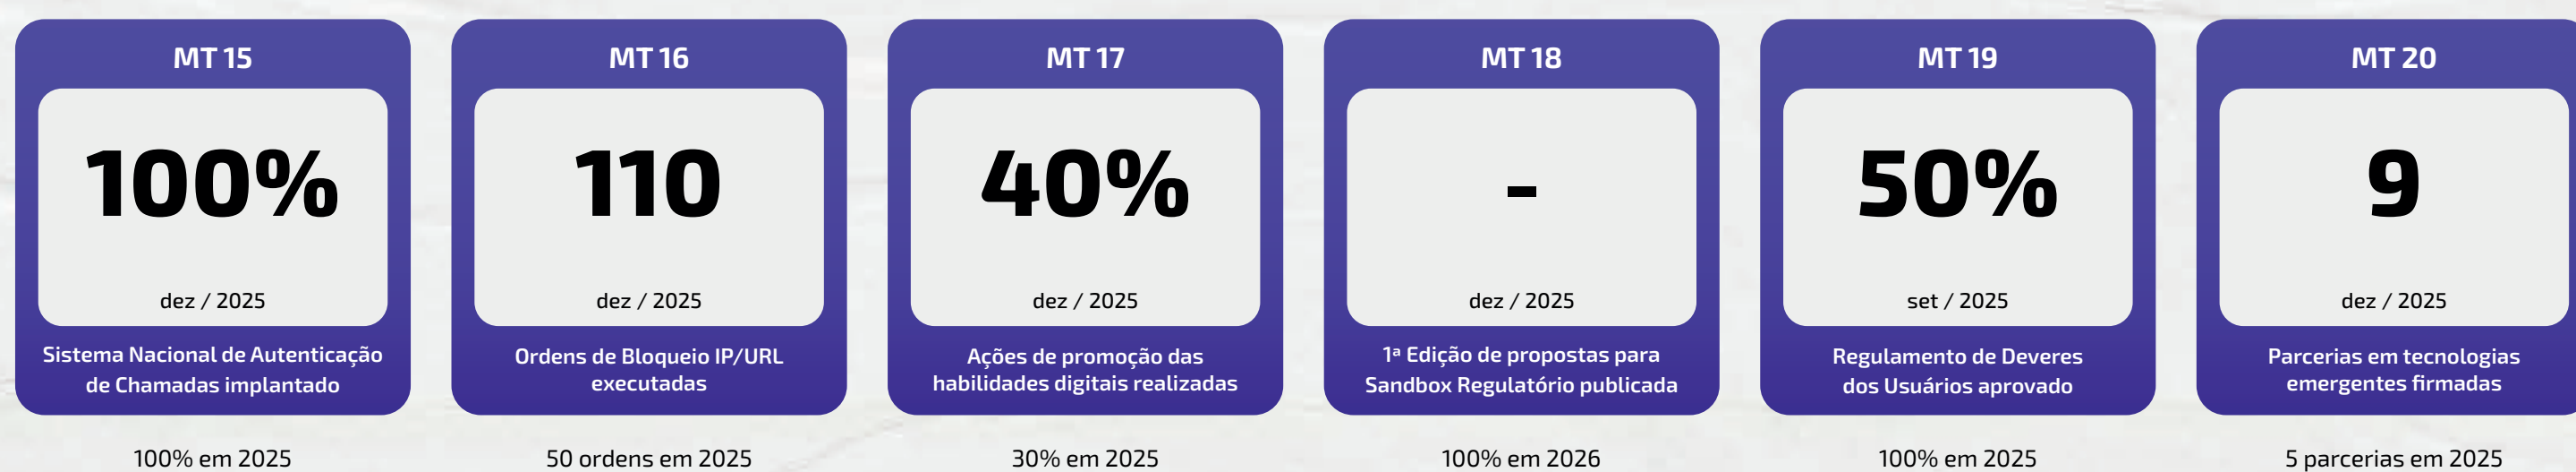 MT 15
100%
dez / 2025
Sistema Nacional de Autenticação
de Chamadas implantado
100% em 2025
MT 16
110
dez / 2025
Ordens de Bloqueio IP/URL
executadas
50 ordens em 2025
MT 17
40%
dez / 2025
Ações de promoção das
habilidades digitais realizadas
30% em 2025
MT 18
-
dez / 2025
1ª Edição de propostas para
Sandbox Regulatório publicada
100% em 2026
MT 19
50%
set / 2025
Regulamento de Deveres
dos Usuários aprovado
100% em 2025
MT 20
9
dez / 2025
Parcerias em tecnologias
emergentes firmadas
5 parcerias em 2025